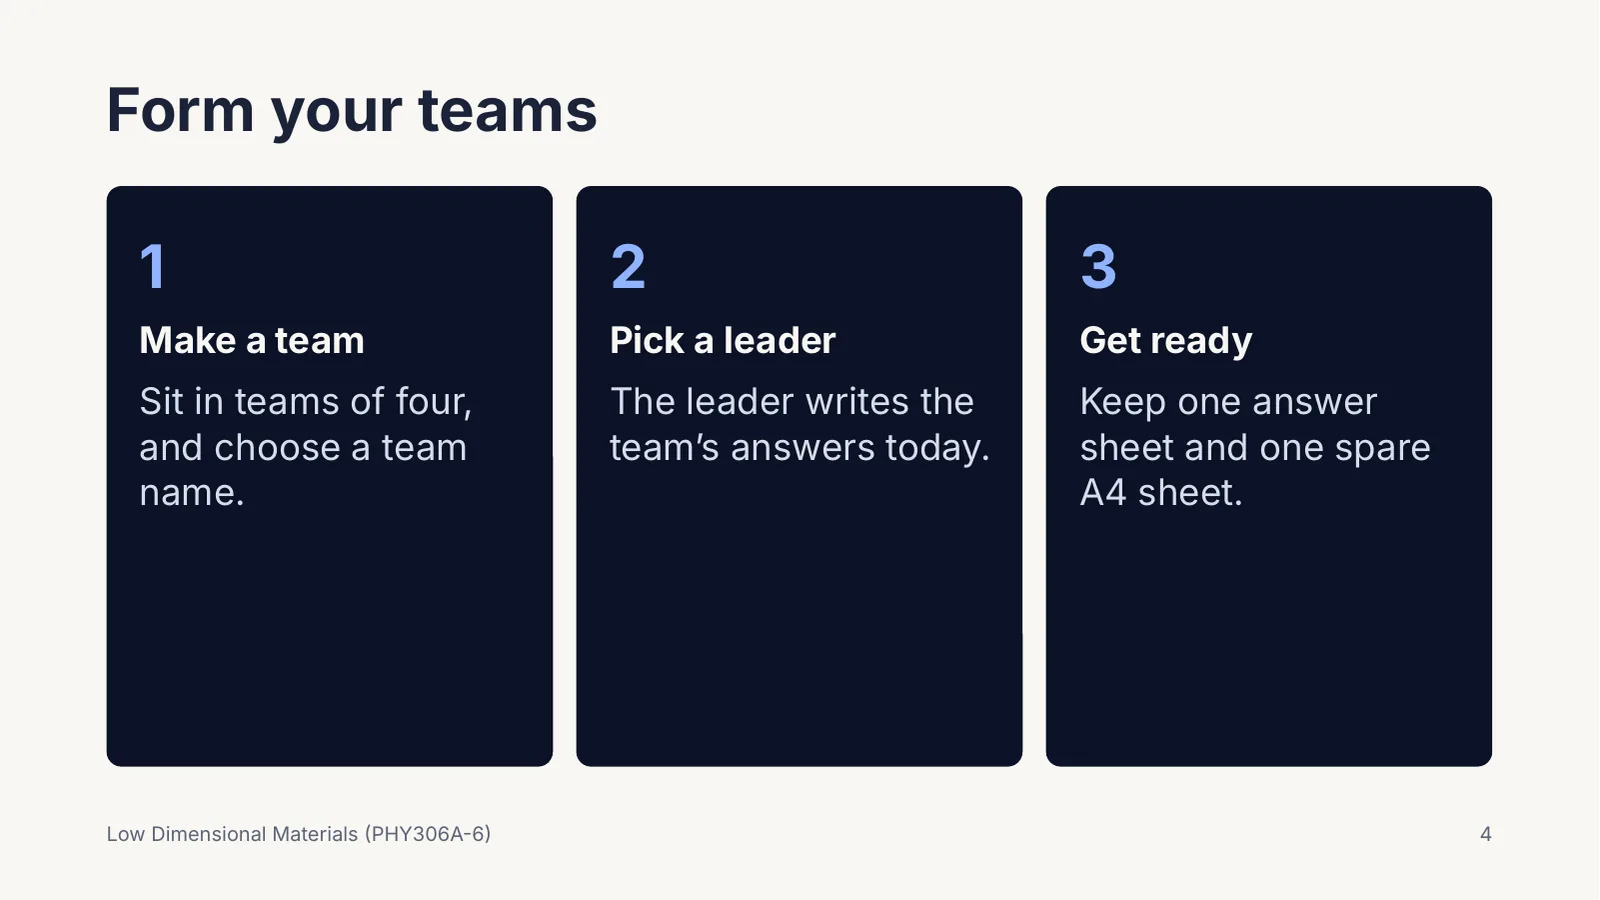 Form your teams
1
Make a team
Sit in teams of four,
and choose a team
name.
2
Pick a leader
The leader writes the
team’s answers today.
3
Get ready
Keep one answer
sheet and one spare
A4 sheet.
Low Dimensional Materials (PHY306A-6)
4